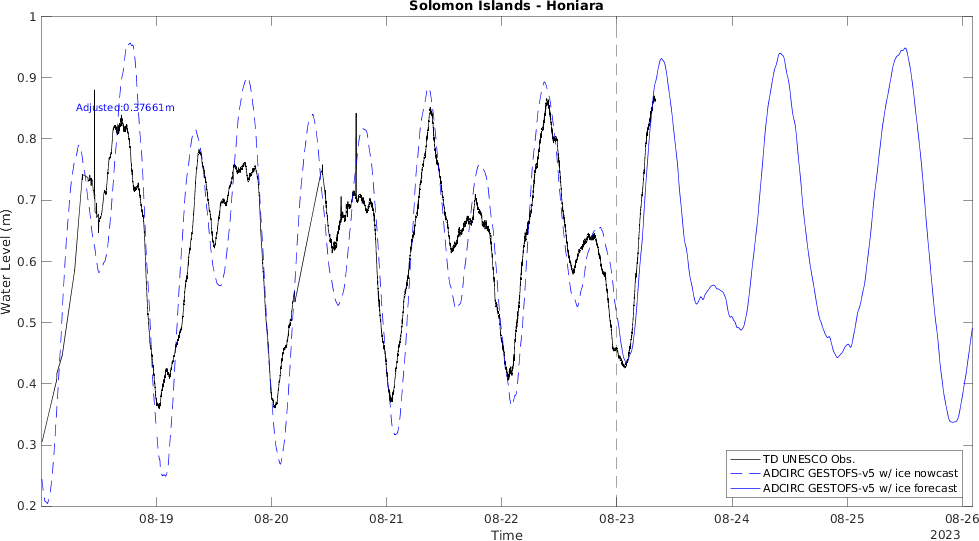 Solomon Islands - Honiara
1
0.9
0.8
0.7
0.6
0.5
0.4
0.3
0.2
Water Level (m)
Adjusted:0.37661m
TD UNESCO Obs.
ADCIRC GESTOFS-v5 w/ ice nowcast
ADCIRC GESTOFS-v5 w/ ice forecast
08-19 08-20 08-21 08-22 08-23 08-24 08-25 08-26
Time
2023